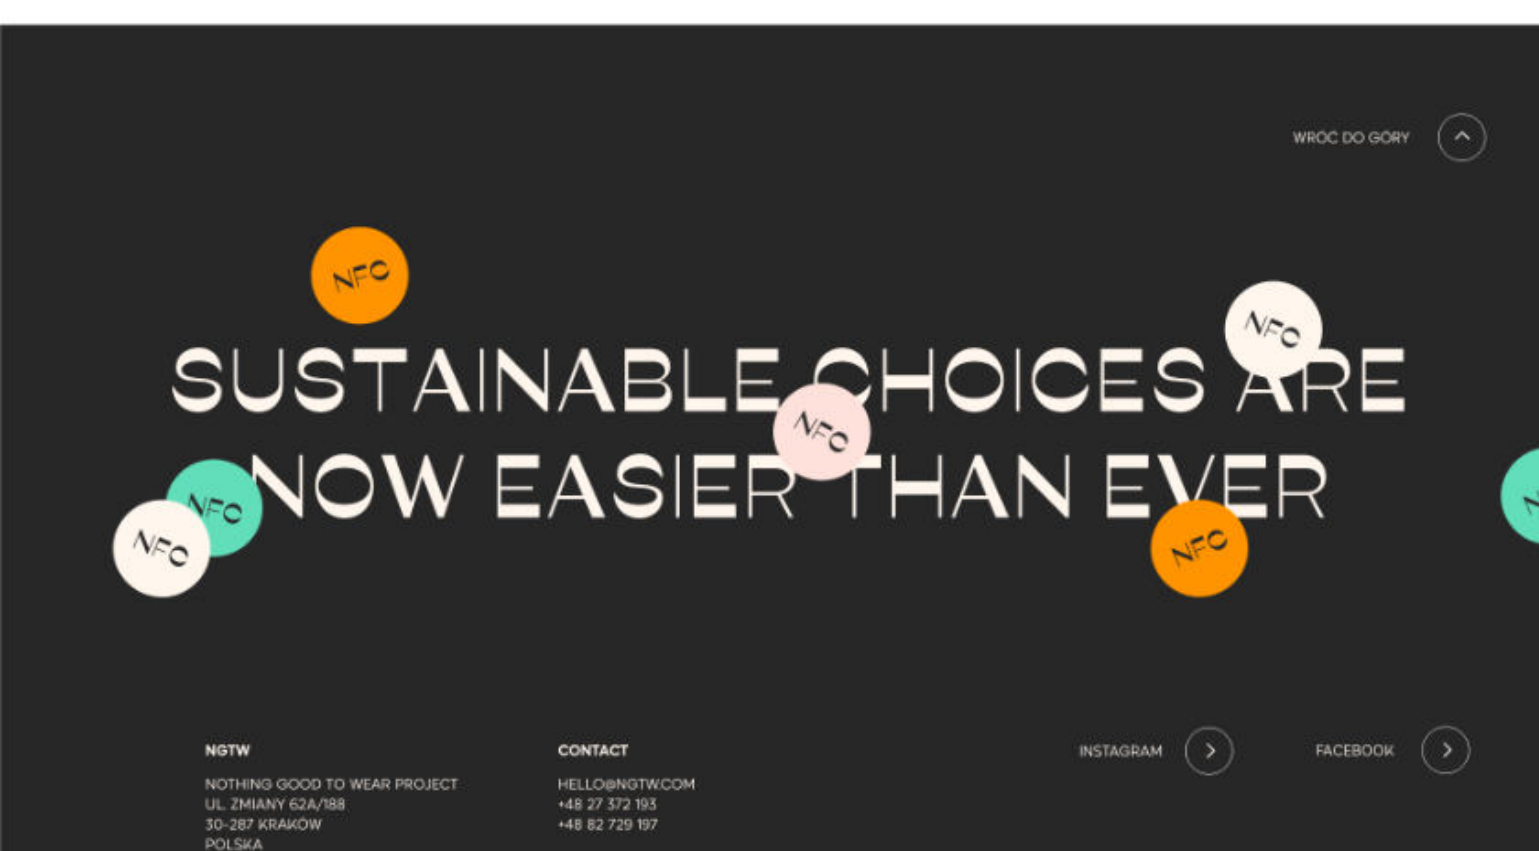 WRÓĆ DO GÓRY
NFC
NFC
SUSTAINABLE CHOICES ARE
NFC
NOW EASIER THAN EVER
NFC
NFC
NFC
NGTW
NOTHING GOOD TO WEAR PROJECT
UL. ZMIANY 62A/188
30-287 KRAKÓW
POLSKA
CONTACT
HELLO@NGTW.COM
+48 27 372 193
+48 82 729 197
INSTAGRAM
FACEBOOK